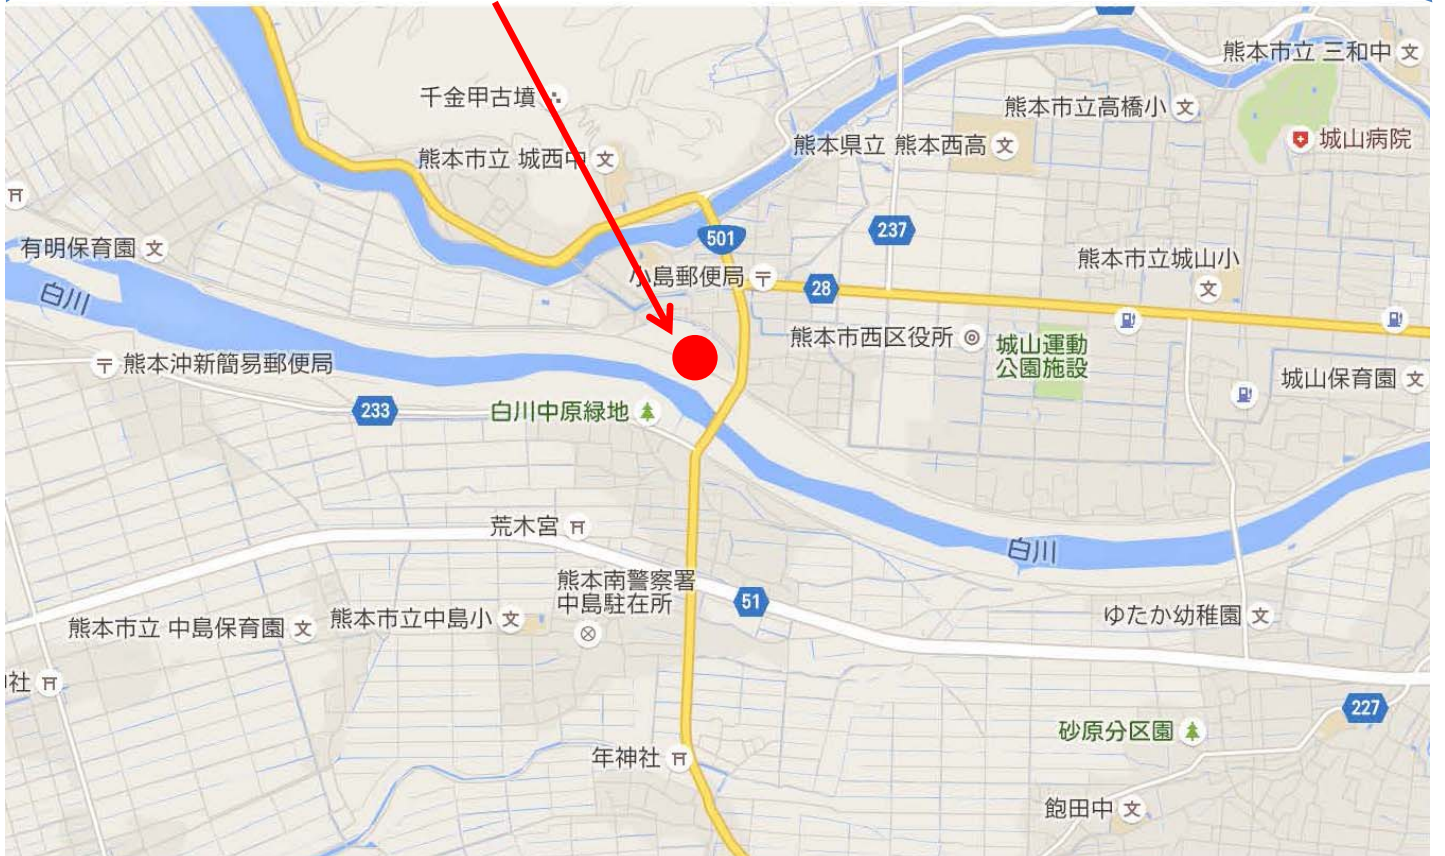 熊本市立 三和中
千金甲古墳
熊本市立高橋小
城山病院
熊本県立 熊本西高
熊本市立 城西中
501
237
有明保育園
熊本市立城山小
小島郵便局
28
白川
熊本市西区役所
城山運動
公園施設
熊本沖新簡易郵便局
城山保育園
233
白川中原緑地
荒木宮
白川
熊本南警察署
中島駐在所
51
ゆたか幼稚園
熊本市立中島小
熊本市立 中島保育園
社
227
砂原分区園
年神社
飽田中